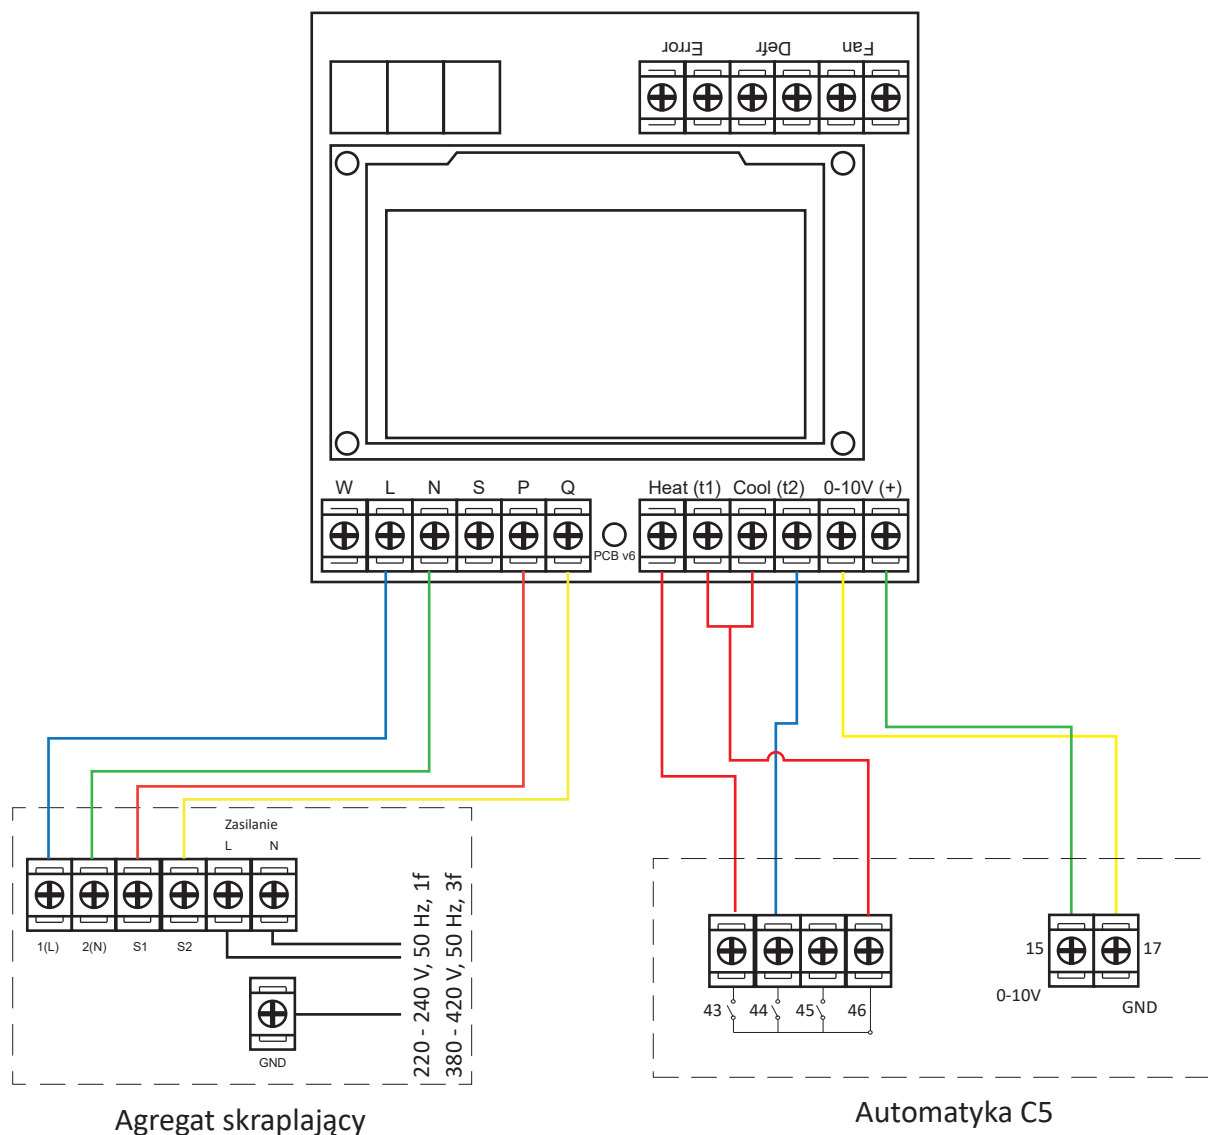 Error Defr Fan
W L N S P Q
Heat (t1) Cool (t2) 0-10V (+)
PCB v6
Zasilanie
L N
1(L) 2(N) S1 S2
GND
220 - 240 V, 50 Hz, 1f
380 - 420 V, 50 Hz, 3f
Agregat skraplający
43 44 45 46
15 17
0-10V
GND
Automatyka C5